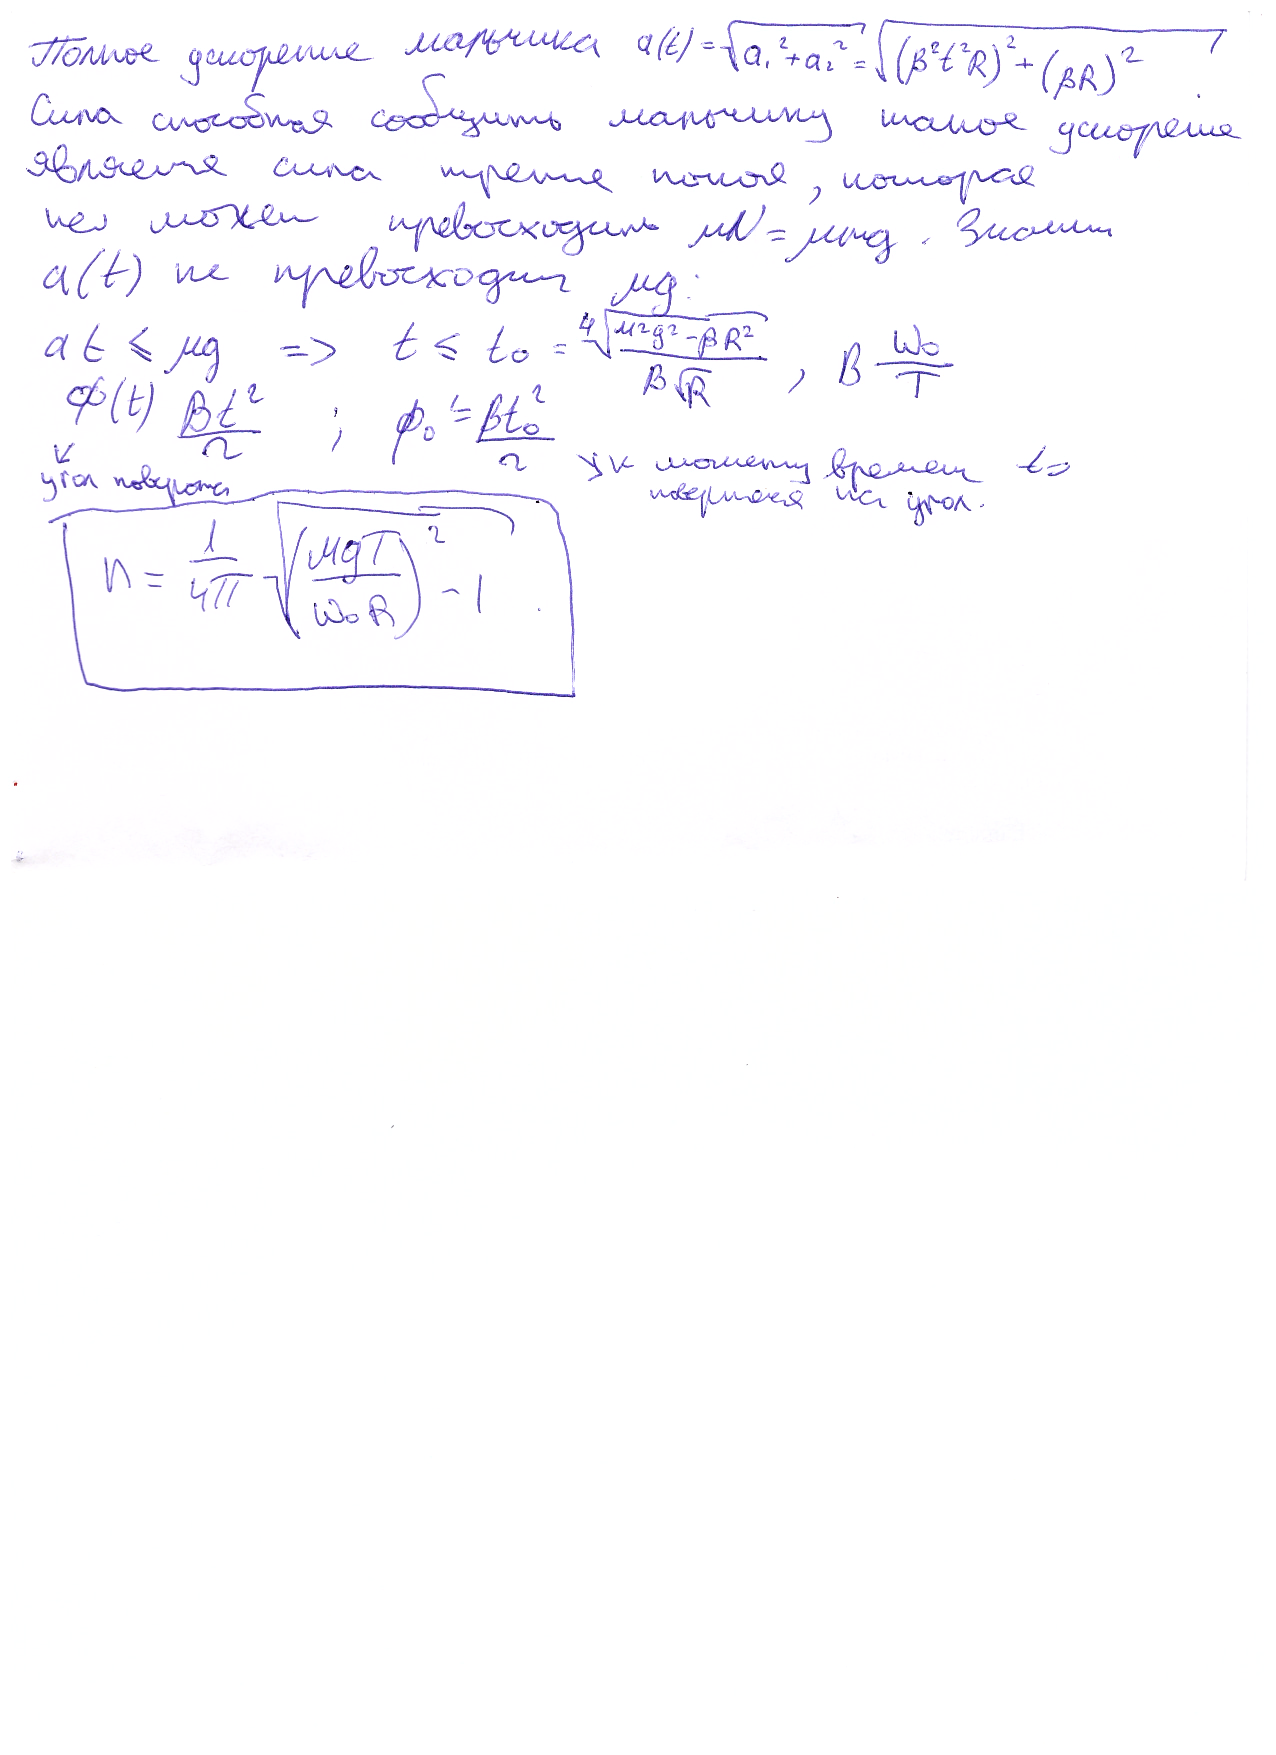 Полное ускорение мальчика a(t) = √(a₁² + a₂²) = √((β²t²R)² + (βR)²).
Сила способная сообщить мальчику такое ускорение
является сила трения покоя, которая
не может превосходить μN = μmg. Значит
a(t) не превосходит μg:
at ≤ μg => t ≤ t₀ = ⁴√(μ²g² - βR²) / β√R, β ω₀/T
φ(t) βt²/2 ; φ₀ = βt₀²/2
угол поворота к моменту времени t₀
повернется на угол.
n = 1/4π √((μgT/ω₀R)² - 1).